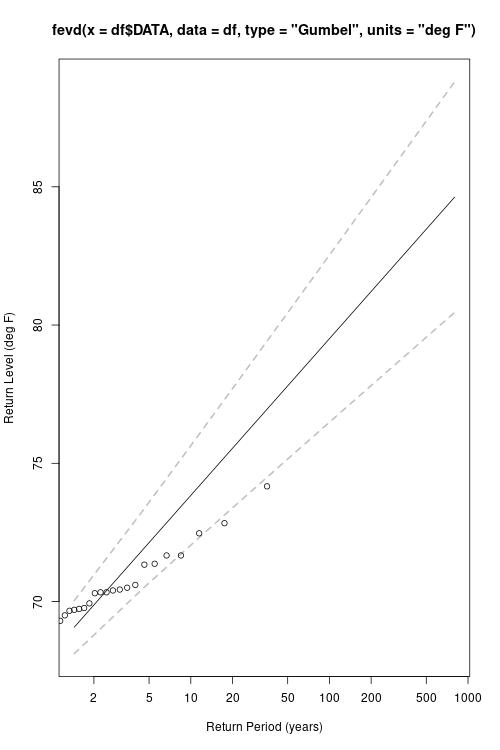 fevd(x = df$DATA, data = df, type = "Gumbel", units = "deg F")
Return Level (deg F)
85
80
75
70
2 5 10 20 50 100 200 500 1000
Return Period (years)